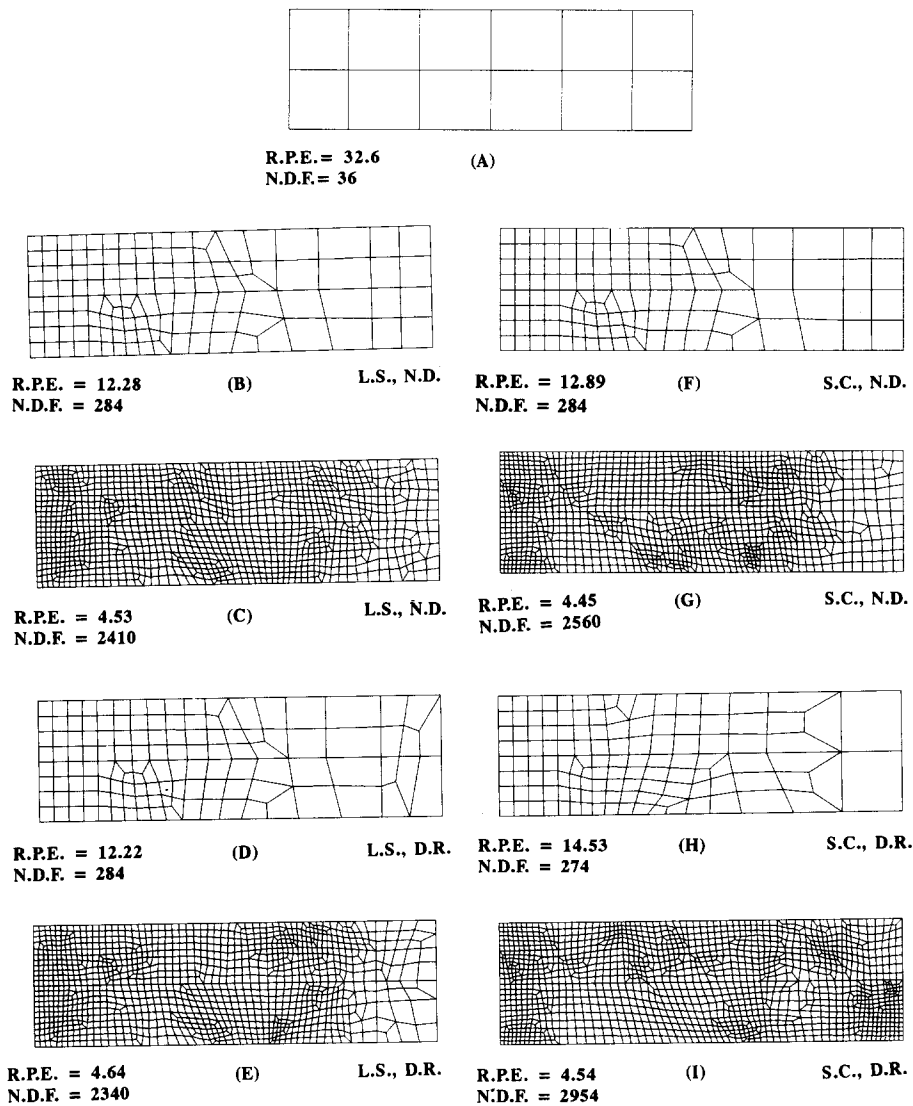 R.P.E. = 32.6 (A)
N.D.F. = 36
R.P.E. = 12.28 (B) L.S., N.D.
N.D.F. = 284
R.P.E. = 12.89 (F) S.C., N.D.
N.D.F. = 284
R.P.E. = 4.53 (C) L.S., N.D.
N.D.F. = 2410
R.P.E. = 4.45 (G) S.C., N.D.
N.D.F. = 2560
R.P.E. = 12.22 (D) L.S., D.R.
N.D.F. = 284
R.P.E. = 14.53 (H) S.C., D.R.
N.D.F. = 274
R.P.E. = 4.64 (E) L.S., D.R.
N.D.F. = 2340
R.P.E. = 4.54 (I) S.C., D.R.
N.D.F. = 2954